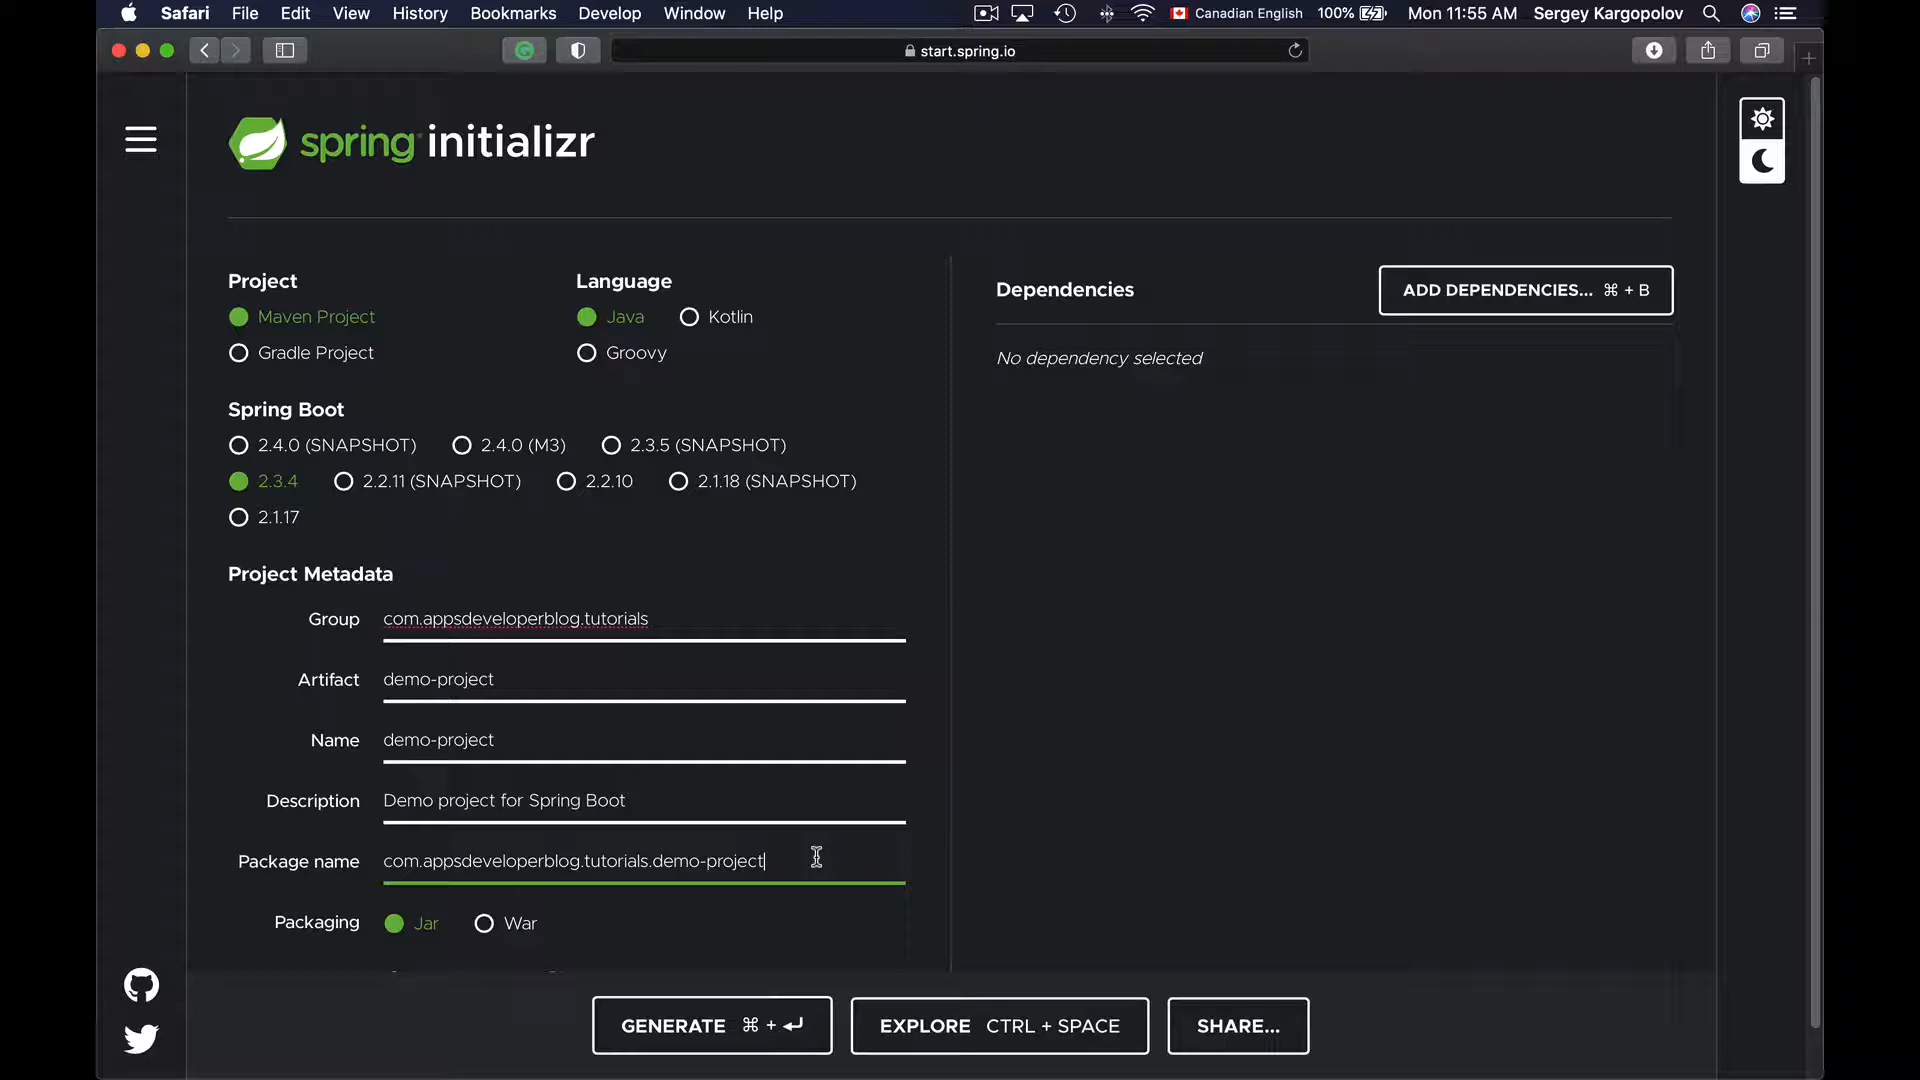 Safari File Edit View History Bookmarks Develop Window Help Canadian English 100% Mon 11:55 AM Sergey Kargopolov
start.spring.io
spring initializr
Project
Maven Project
Gradle Project
Language
Java Kotlin
Groovy
Spring Boot
2.4.0 (SNAPSHOT) 2.4.0 (M3) 2.3.5 (SNAPSHOT)
2.3.4 2.2.11 (SNAPSHOT) 2.2.10 2.1.18 (SNAPSHOT)
2.1.17
Project Metadata
Group com.appsdeveloperblog.tutorials
Artifact demo-project
Name demo-project
Description Demo project for Spring Boot
Package name com.appsdeveloperblog.tutorials.demo-project
Packaging Jar War
Dependencies ADD DEPENDENCIES... ⌘ + B
No dependency selected
GENERATE ⌘ + ↵ EXPLORE CTRL + SPACE SHARE...